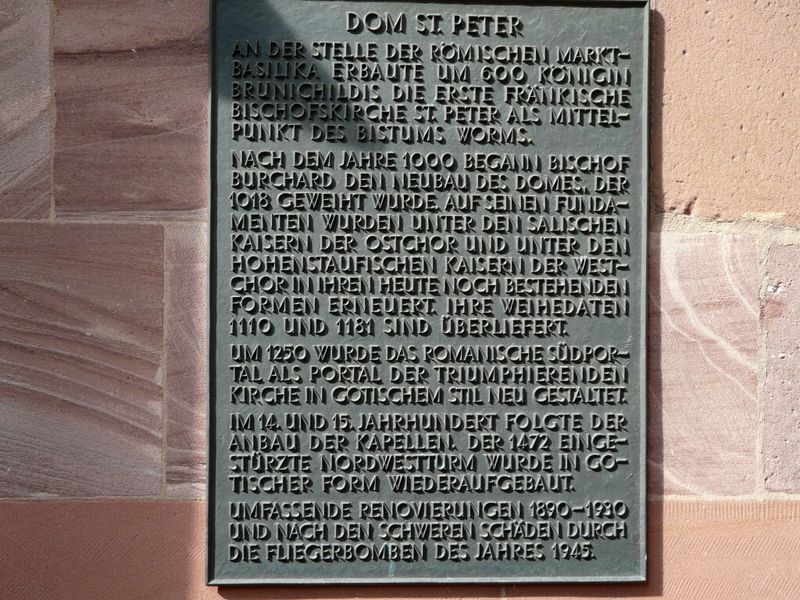 DOM ST. PETER
AN DER STELLE DER RÖMISCHEN MARKT-
BASILIKA ERBAUTE UM 600 KÖNIGIN
BRUNICHILDIS DIE ERSTE FRÄNKISCHE
BISCHOFSKIRCHE ST. PETER ALS MITTEL-
PUNKT DES BISTUMS WORMS.
NACH DEM JAHRE 1000 BEGANN BISCHOF
BURCHARD DEN NEUBAU DES DOMES, DER
1018 GEWEIHT WURDE. AUF SEINEN FUNDA-
MENTEN WURDEN UNTER DEN SALISCHEN
KAISERN DER OSTCHOR UND UNTER DEN
HOHENSTAUFISCHEN KAISERN DER WEST-
CHOR IN IHREN HEUTE NOCH BESTEHENDEN
FORMEN ERNEUERT. IHRE WEIHEDATEN
1110 UND 1181 SIND ÜBERLIEFERT.
UM 1250 WURDE DAS ROMANISCHE SÜDPOR-
TAL ALS PORTAL DER TRIUMPHIERENDEN
KIRCHE IN GOTISCHEM STIL NEU GESTALTET.
IM 14. UND 15. JAHRHUNDERT FOLGTE DER
ANBAU DER KAPELLEN. DER 1472 EINGE-
STÜRZTE NORDWESTTURM WURDE IN GO-
TISCHER FORM WIEDERAUFGEBAUT.
UMFASSENDE RENOVIERUNGEN 1890-1930
UND NACH DEN SCHWEREN SCHÄDEN DURCH
DIE FLIEGERBOMBEN DES JAHRES 1945.